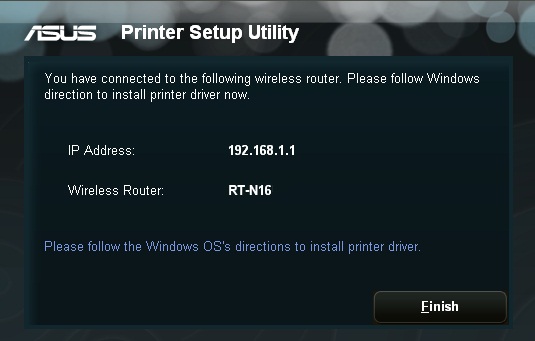 ASUS Printer Setup Utility
You have connected to the following wireless router. Please follow Windows
direction to install printer driver now.
IP Address: 192.168.1.1
Wireless Router: RT-N16
Please follow the Windows OS's directions to install printer driver.
Finish